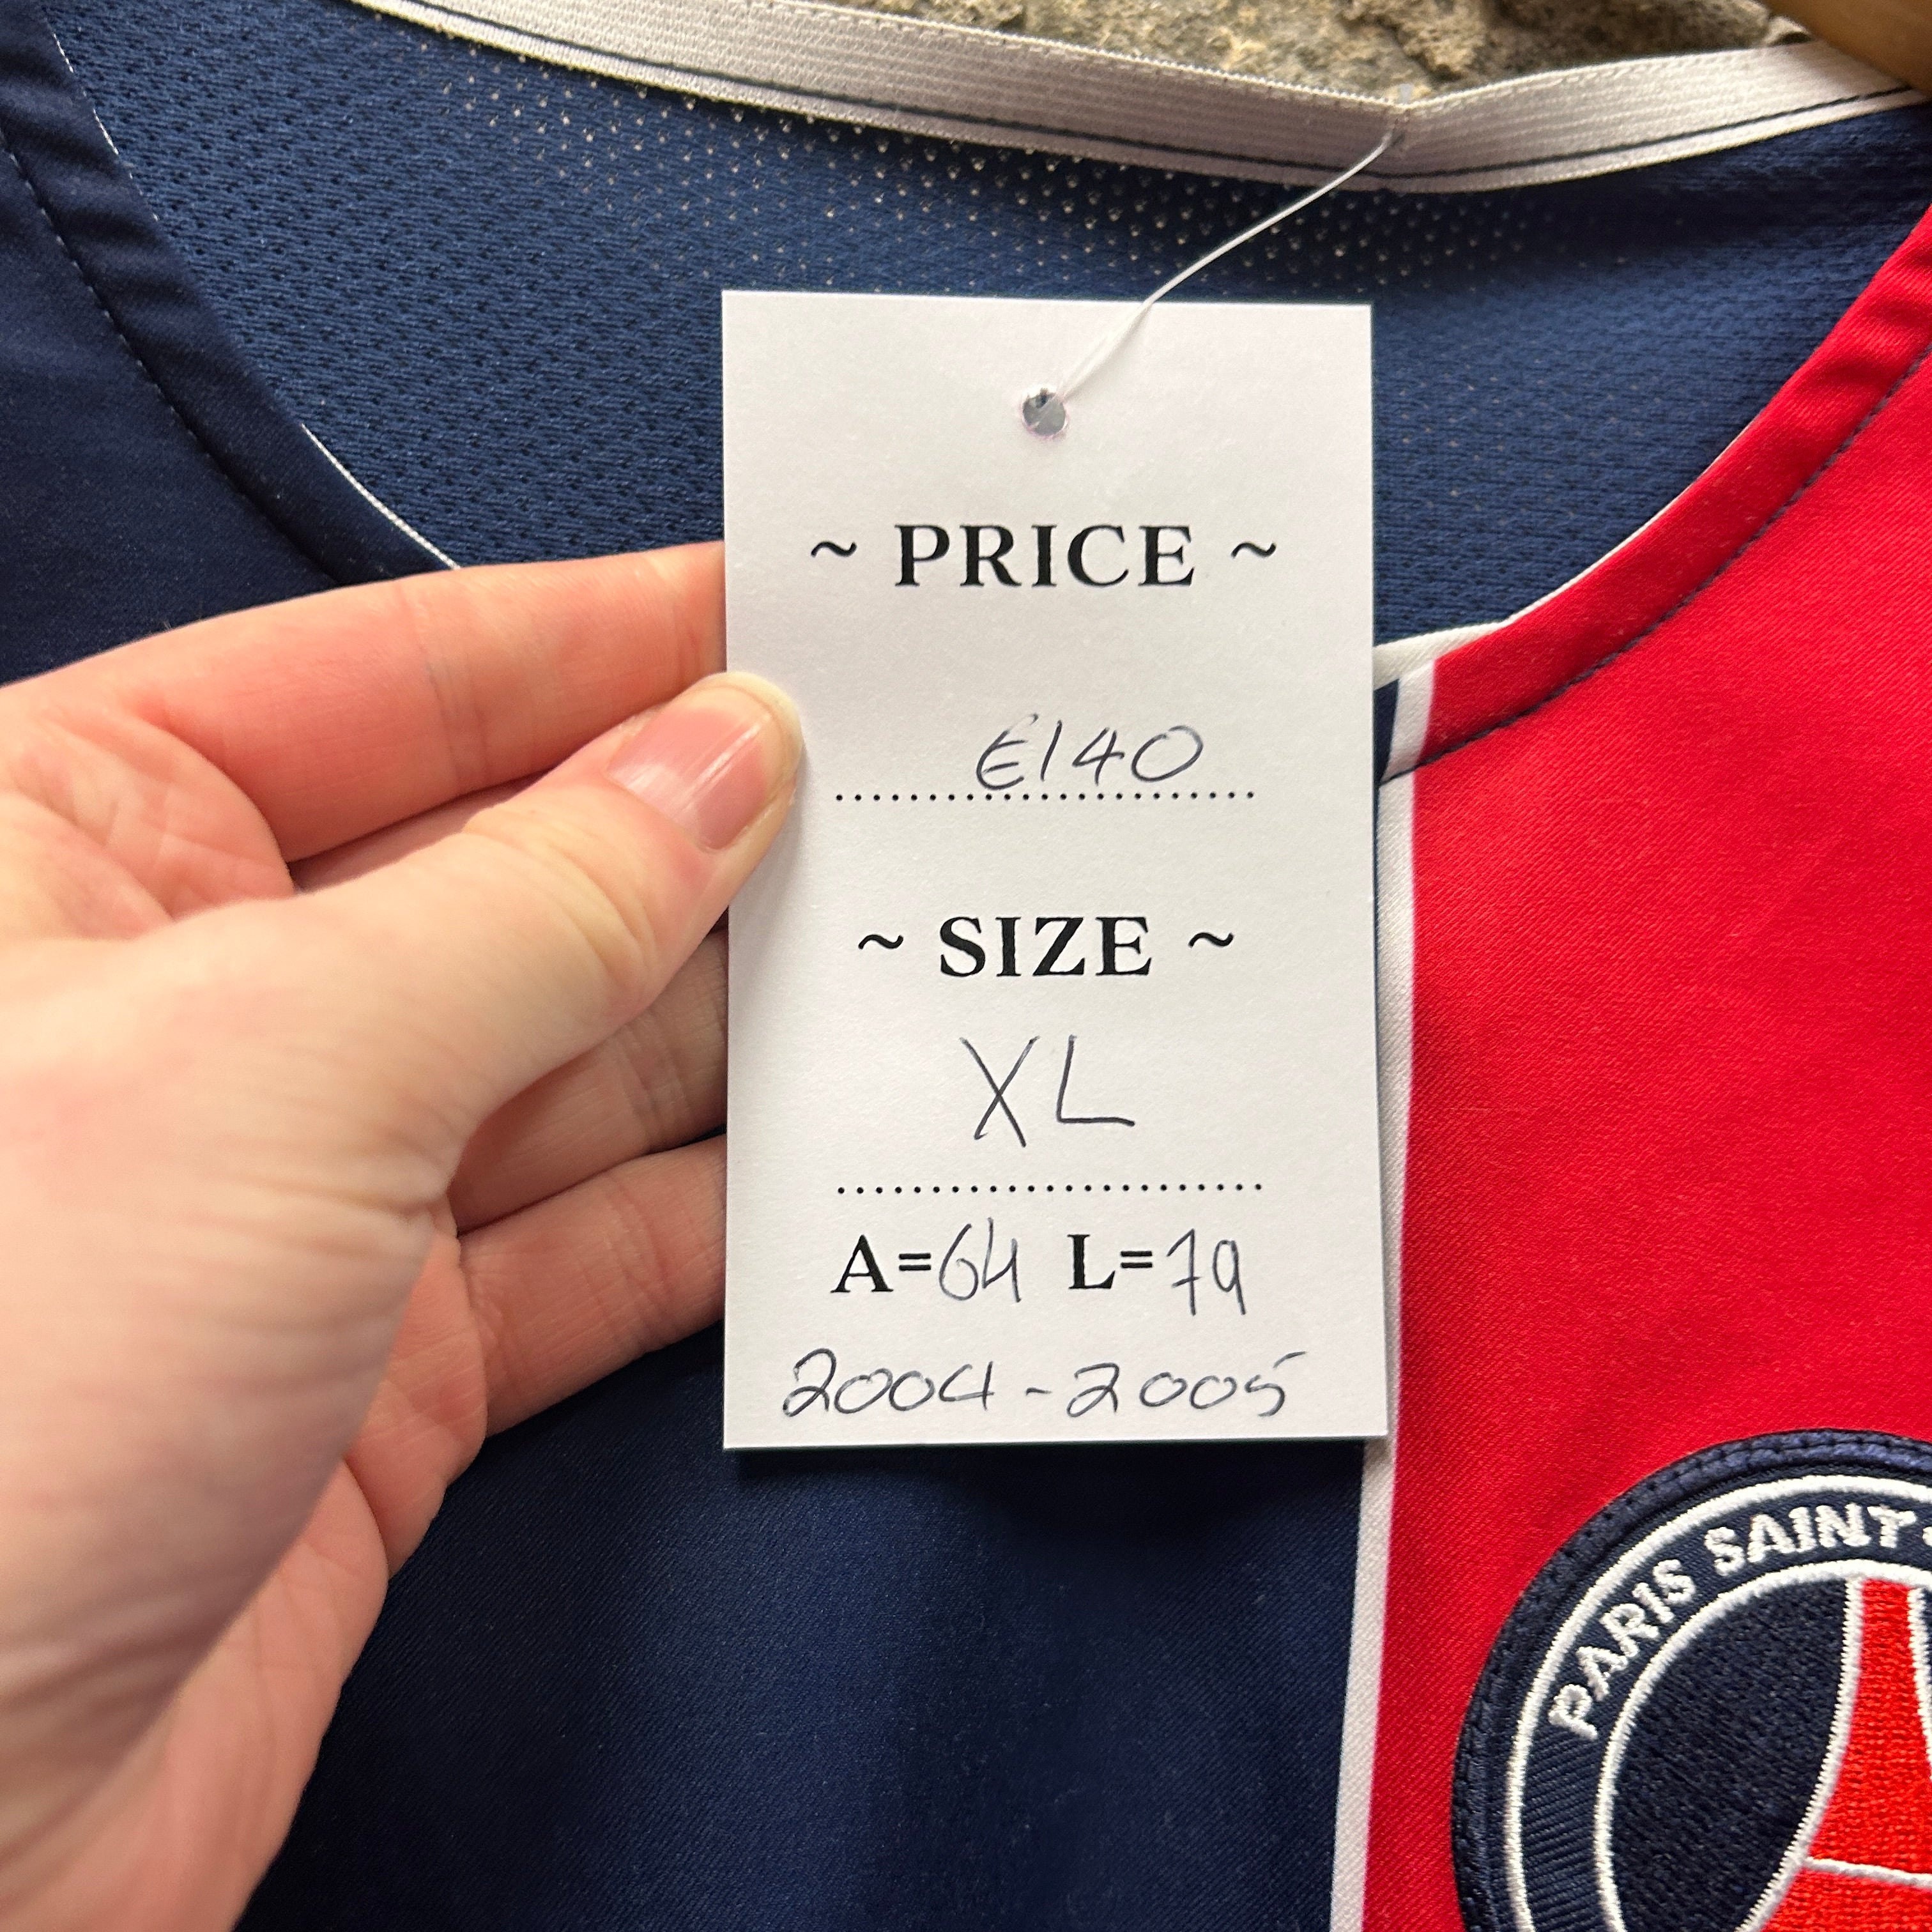 ~ PRICE ~
€140
~ SIZE ~
XL
A=64 L=79
2004-2005
PARIS SAINT